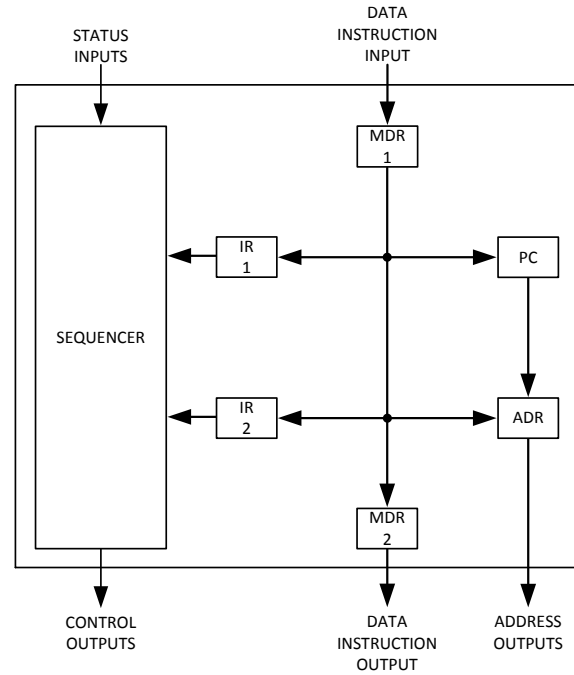 STATUS
INPUTS
DATA
INSTRUCTION
INPUT
MDR
1
IR
1
PC
SEQUENCER
IR
2
ADR
MDR
2
CONTROL
OUTPUTS
DATA
INSTRUCTION
OUTPUT
ADDRESS
OUTPUTS